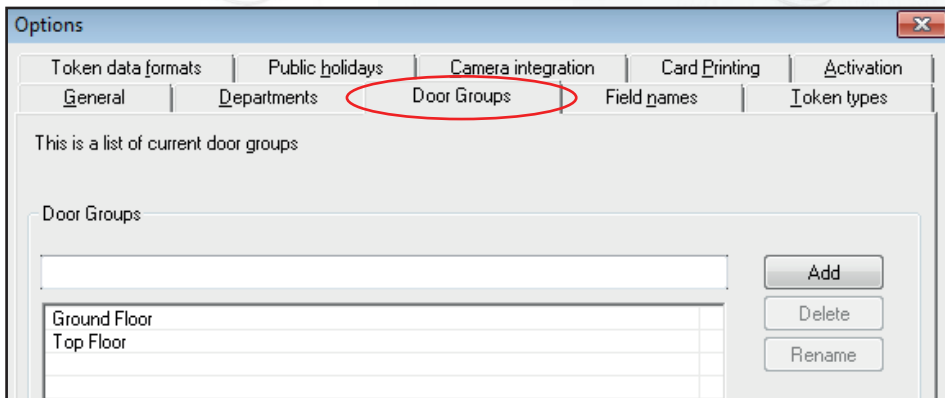 Options
Token data formats Public holidays Camera integration Card Printing Activation
General Departments Door Groups Field names Token types
This is a list of current door groups
Door Groups
Add
Ground Floor
Delete
Top Floor
Rename